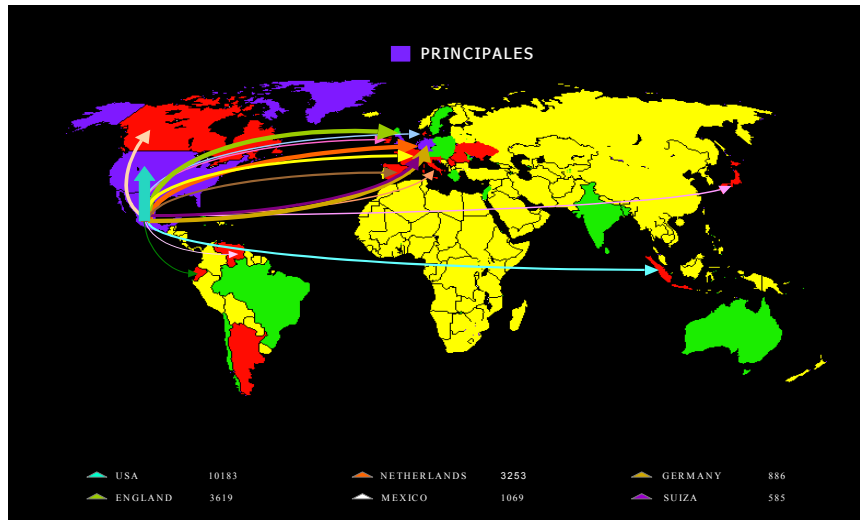 PRINCIPALES
USA 10183 NETHERLANDS 3253 GERMANY 886
ENGLAND 3619 MEXICO 1069 SUIZA 585